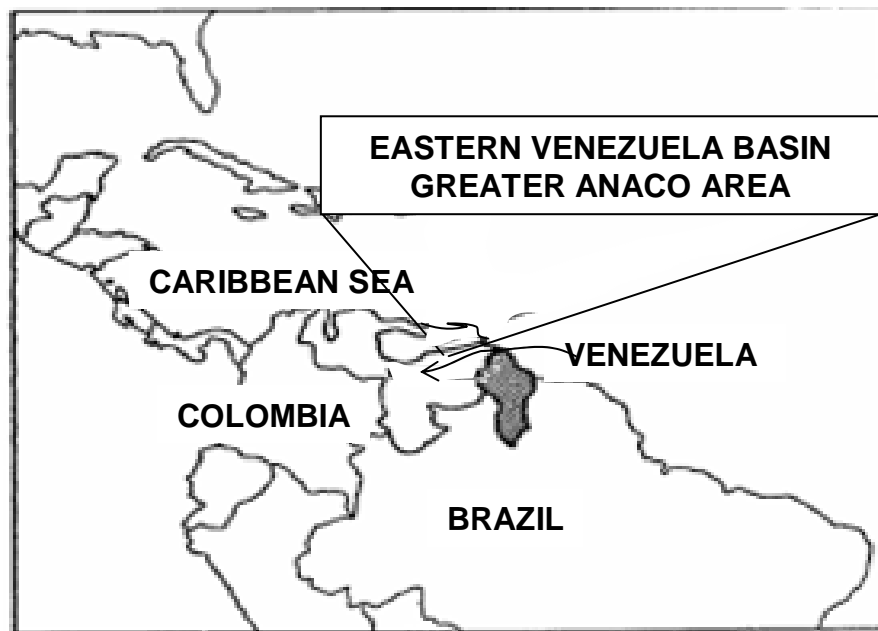 EASTERN VENEZUELA BASIN
GREATER ANACO AREA
CARIBBEAN SEA
VENEZUELA
COLOMBIA
BRAZIL